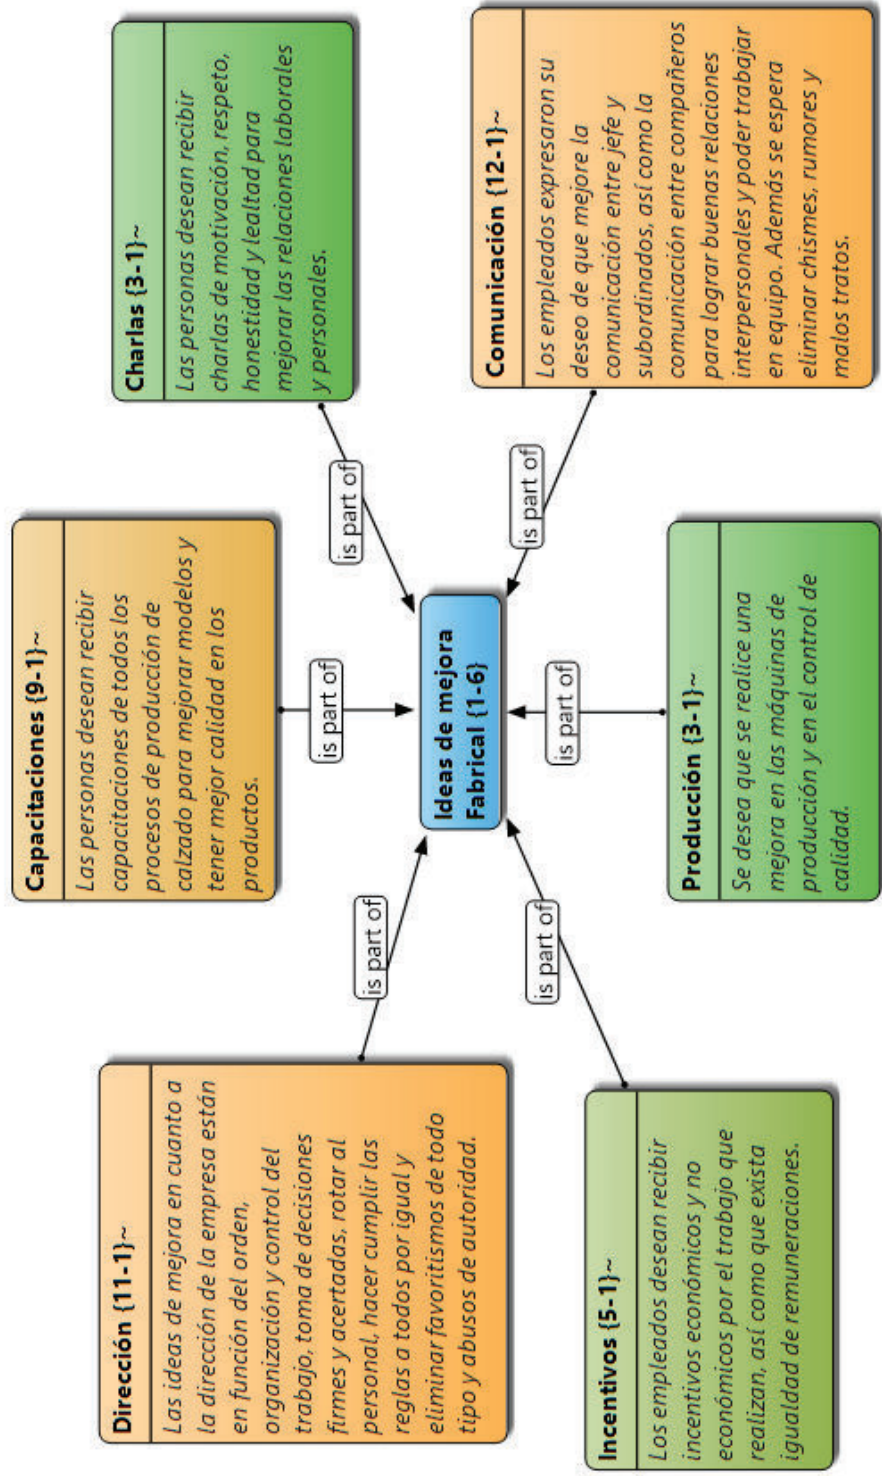 Dirección {11-1}~
Las ideas de mejora en cuanto a
la dirección de la empresa están
en función del orden,
organización y control del
trabajo, toma de decisiones
firmes y acertadas, rotar al
personal, hacer cumplir las
reglas a todos por igual y
eliminar favoritismos de todo
tipo y abusos de autoridad.
is part of
Capacitaciones {9-1}~
Las personas desean recibir
capacitaciones de todos los
procesos de producción de
calzado para mejorar modelos y
tener mejor calidad en los
productos.
is part of
Charlas {3-1}~
Las personas desean recibir
charlas de motivación, respeto,
honestidad y lealtad para
mejorar las relaciones laborales
y personales.
is part of
Ideas de mejora
Fabrical {1-6}
Incentivos {5-1}~
Los empleados desean recibir
incentivos económicos y no
económicos por el trabajo que
realizan, así como que exista
igualdad de remuneraciones.
is part of
Producción {3-1}~
Se desea que se realice una
mejora en las máquinas de
producción y en el control de
calidad.
is part of
Comunicación {12-1}~
Los empleados expresaron su
deseo de que mejore la
comunicación entre jefe y
subordinados, así como la
comunicación entre compañeros
para lograr buenas relaciones
interpersonales y poder trabajar
en equipo. Además se espera
eliminar chismes, rumores y
malos tratos.
is part of